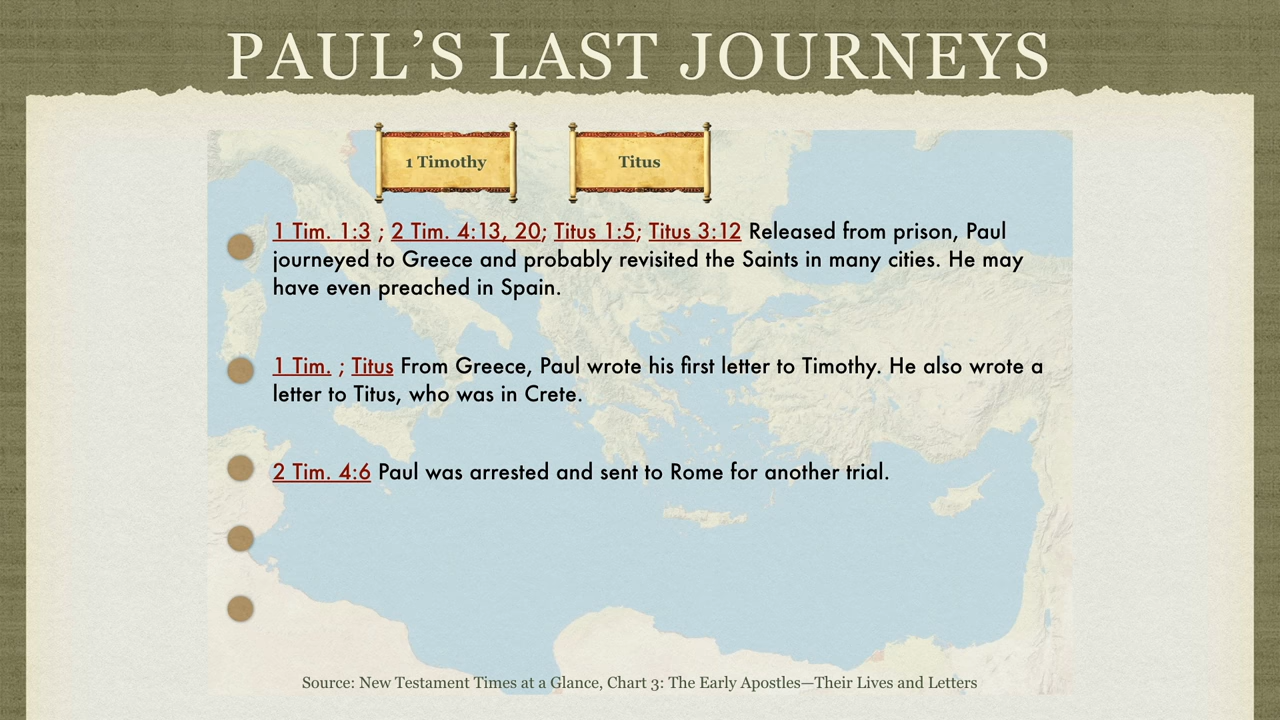 PAUL’S LAST JOURNEYS
1 Timothy
Titus
1 Tim. 1:3 ; 2 Tim. 4:13, 20; Titus 1:5; Titus 3:12 Released from prison, Paul
journeyed to Greece and probably revisited the Saints in many cities. He may
have even preached in Spain.
1 Tim. ; Titus From Greece, Paul wrote his first letter to Timothy. He also wrote a
letter to Titus, who was in Crete.
2 Tim. 4:6 Paul was arrested and sent to Rome for another trial.
Source: New Testament Times at a Glance, Chart 3: The Early Apostles—Their Lives and Letters